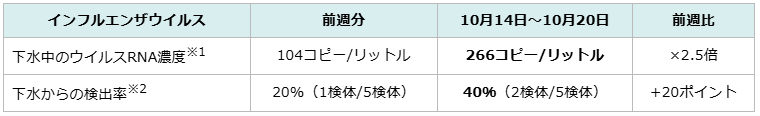 インフルエンザウイルス 前週分 10月14日～10月20日 前週比
下水中のウイルスRNA濃度※1 104コピー/リットル 266コピー/リットル ×2.5倍
下水からの検出率※2 20%（1検体/5検体） 40%（2検体/5検体） +20ポイント